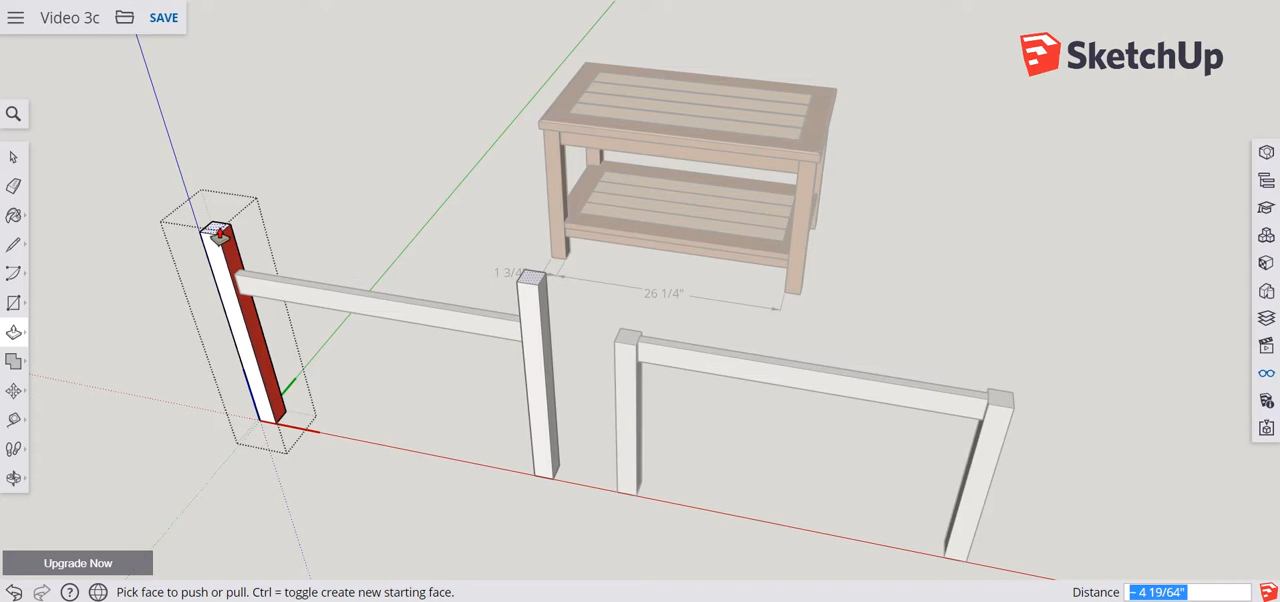 Video 3c
SAVE
SketchUp
1 3/4"
26 1/4"
Upgrade Now
Pick face to push or pull. Ctrl = toggle create new starting face.
Distance
~ 4 19/64"